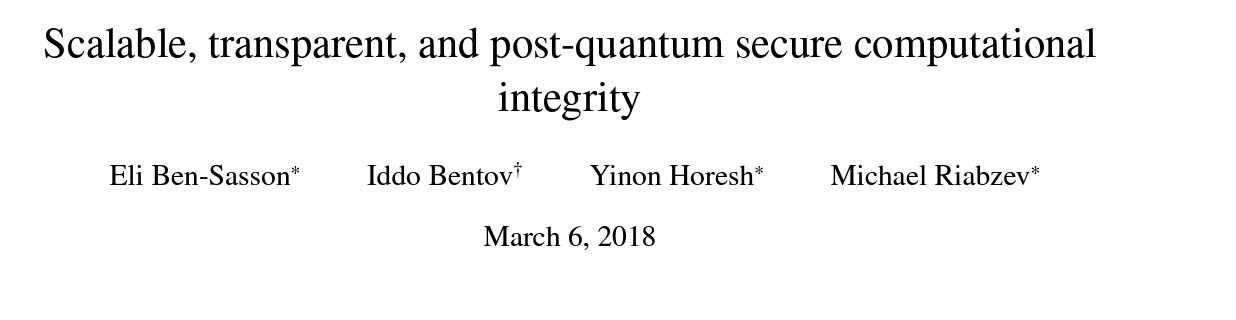 Scalable, transparent, and post-quantum secure computational
integrity
Eli Ben-Sasson* Iddo Bentov† Yinon Horesh* Michael Riabzev*
March 6, 2018